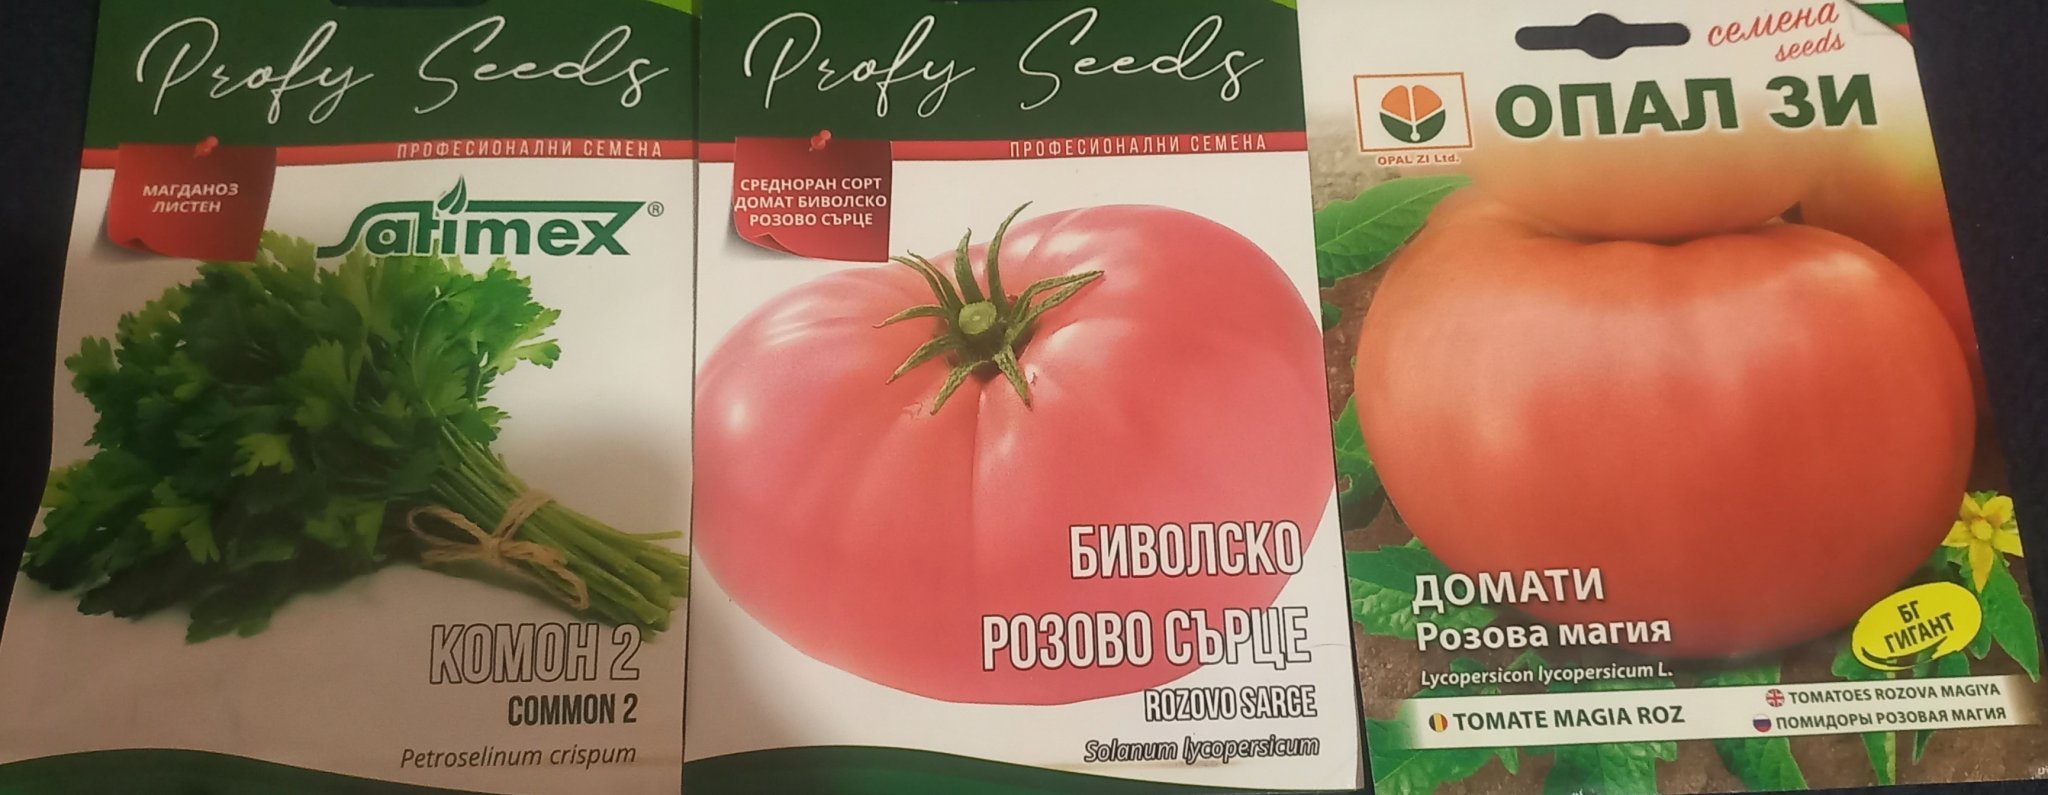 Profy Seeds
ПРОФЕСИОНАЛНИ СЕМЕНА
МАГДАНОЗ
ЛИСТЕН
Satimex®
КОМОН 2
COMMON 2
Petroselinum crispum
Profy Seeds
ПРОФЕСИОНАЛНИ СЕМЕНА
СРЕДНОРАН СОРТ
ДОМАТ БИВОЛСКО
РОЗОВО СЪРЦЕ
БИВОЛСКО
РОЗОВО СЪРЦЕ
ROZOVO SARCE
Solanum lycopersicum
семена
seeds
ОПАЛ ЗИ
OPAL ZI Ltd.
ДОМАТИ
Розова магия
Lycopersicon lycopersicum L.
БГ
ГИГАНТ
TOMATE MAGIA ROZ
TOMATOES ROZOVA MAGIYA
ПОМИДОРЫ РОЗОВАЯ МАГИЯ